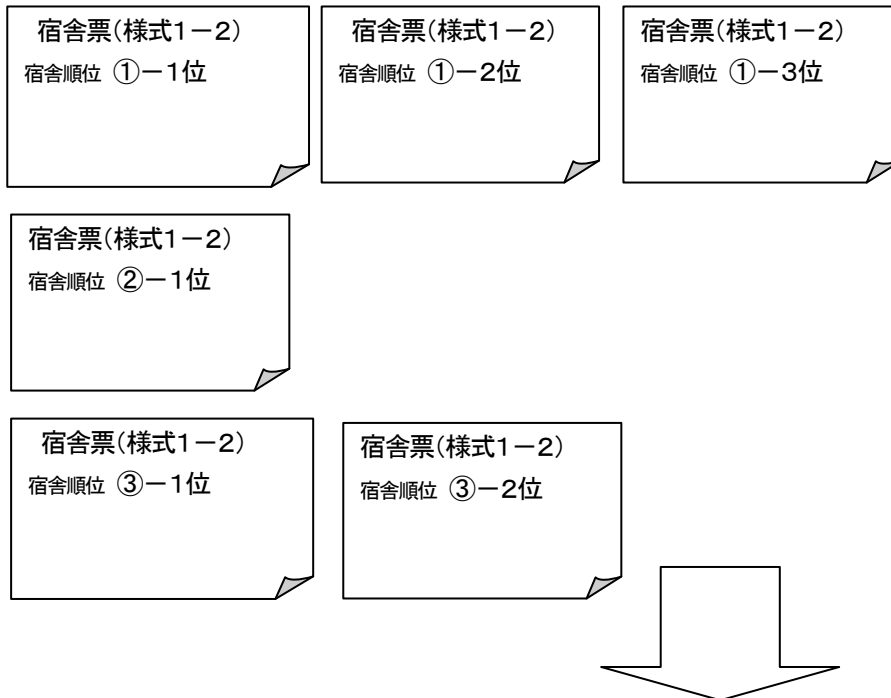 宿舎票(様式1-2)
宿舎順位 ①-1位
宿舎票(様式1-2)
宿舎順位 ①-2位
宿舎票(様式1-2)
宿舎順位 ①-3位
宿舎票(様式1-2)
宿舎順位 ②-1位
宿舎票(様式1-2)
宿舎順位 ③-1位
宿舎票(様式1-2)
宿舎順位 ③-2位